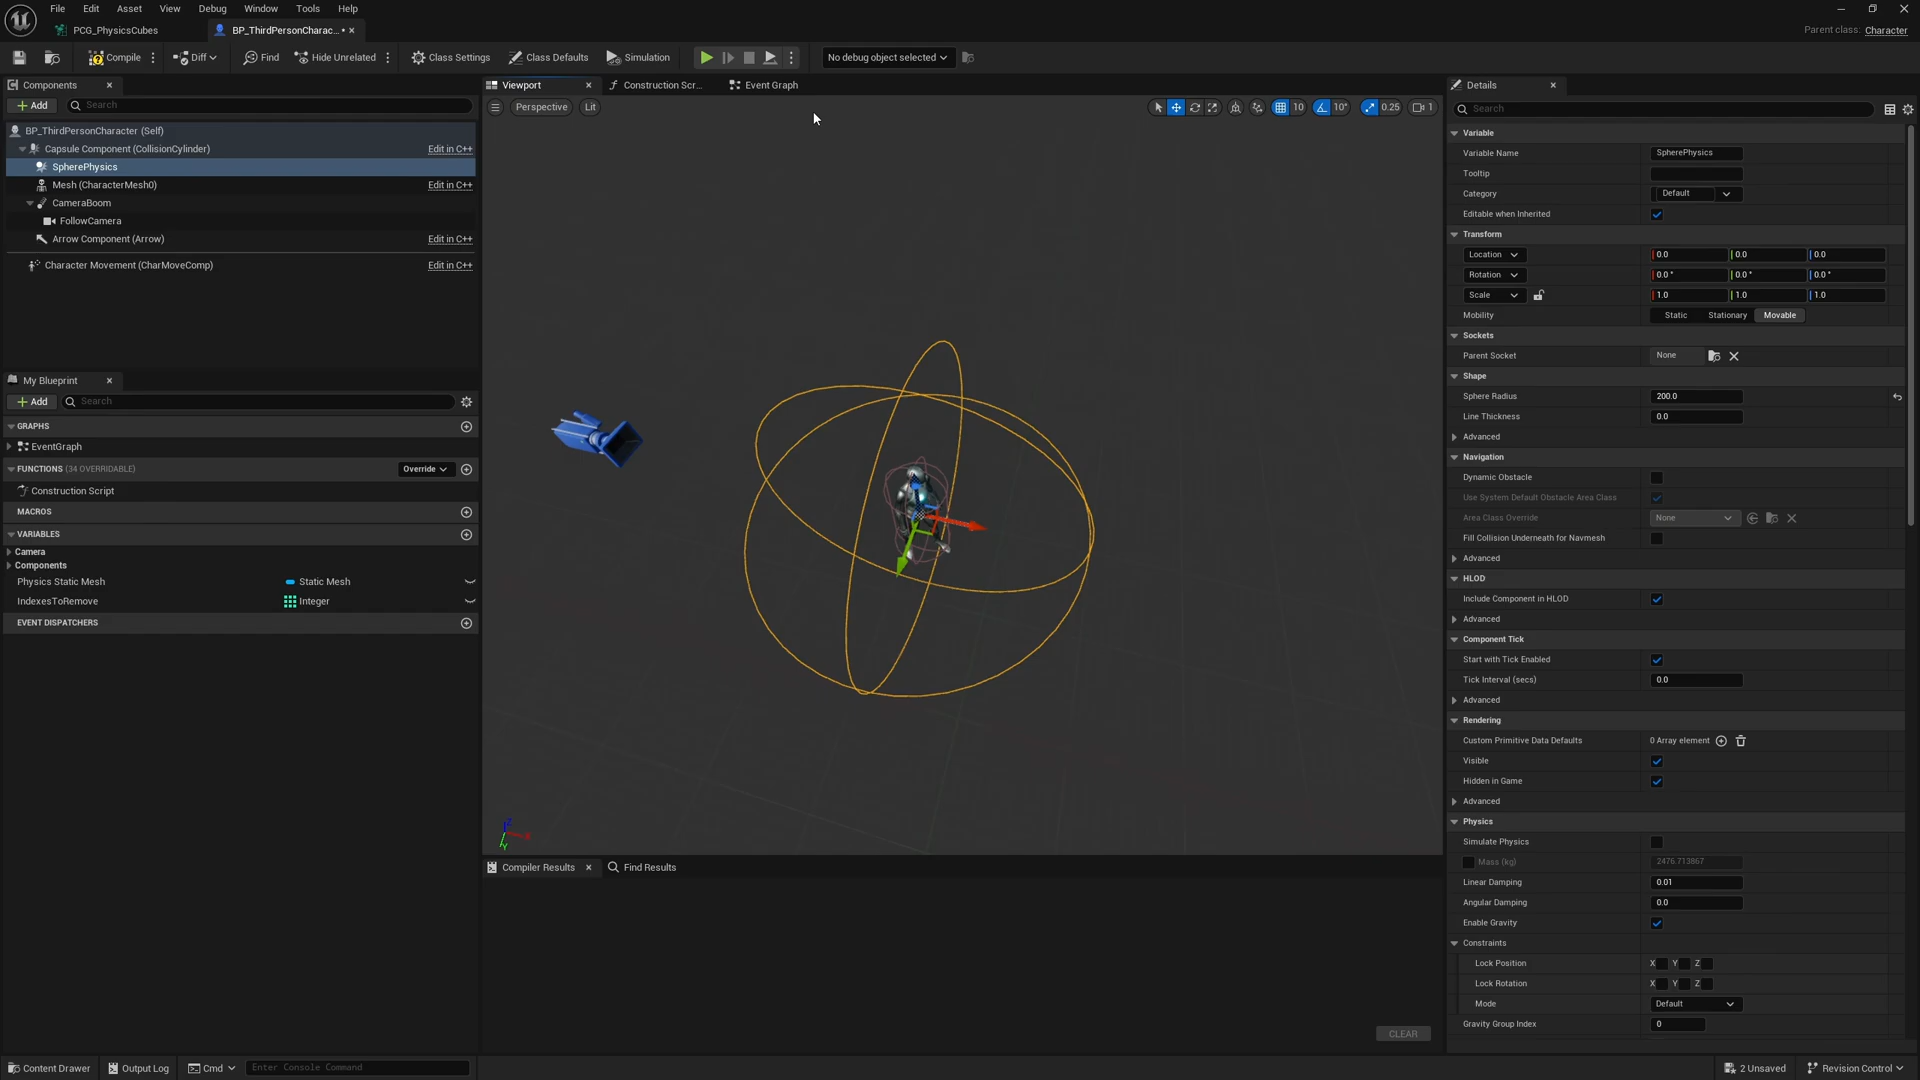 File Edit Asset View Debug Window Tools Help
PCG_PhysicsCubes BP_ThirdPersonCharac... •
Parent class: Character
Compile Diff Find Hide Unrelated Class Settings Class Defaults Simulation No debug object selected
Components
Add Search
BP_ThirdPersonCharacter (Self)
Capsule Component (CollisionCylinder) Edit in C++
SpherePhysics
Mesh (CharacterMesh0) Edit in C++
CameraBoom
FollowCamera
Arrow Component (Arrow) Edit in C++
Character Movement (CharMoveComp) Edit in C++
My Blueprint
Add Search
GRAPHS
EventGraph
FUNCTIONS (34 OVERRIDABLE) Override
Construction Script
MACROS
VARIABLES
Camera
Components
Physics Static Mesh Static Mesh
IndexesToRemove Integer
EVENT DISPATCHERS
Viewport Construction Scr... Event Graph
Perspective Lit 10 10° 0.25 1
Z
Y
Compiler Results Find Results
CLEAR
Details
Search
Variable
Variable Name SpherePhysics
Tooltip
Category Default
Editable when Inherited
Transform
Location 0.0 0.0 0.0
Rotation 0.0 ° 0.0 ° 0.0 °
Scale 1.0 1.0 1.0
Mobility Static Stationary Movable
Sockets
Parent Socket None
Shape
Sphere Radius 200.0
Line Thickness 0.0
Advanced
Navigation
Dynamic Obstacle
Use System Default Obstacle Area Class
Area Class Override None
Fill Collision Underneath for Navmesh
Advanced
HLOD
Include Component in HLOD
Advanced
Component Tick
Start with Tick Enabled
Tick Interval (secs) 0.0
Advanced
Rendering
Custom Primitive Data Defaults 0 Array element
Visible
Hidden in Game
Advanced
Physics
Simulate Physics
Mass (kg) 2476.713867
Linear Damping 0.01
Angular Damping 0.0
Enable Gravity
Constraints
Lock Position X Y Z
Lock Rotation X Y Z
Mode Default
Gravity Group Index 0
Content Drawer Output Log Cmd Enter Console Command 2 Unsaved Revision Control